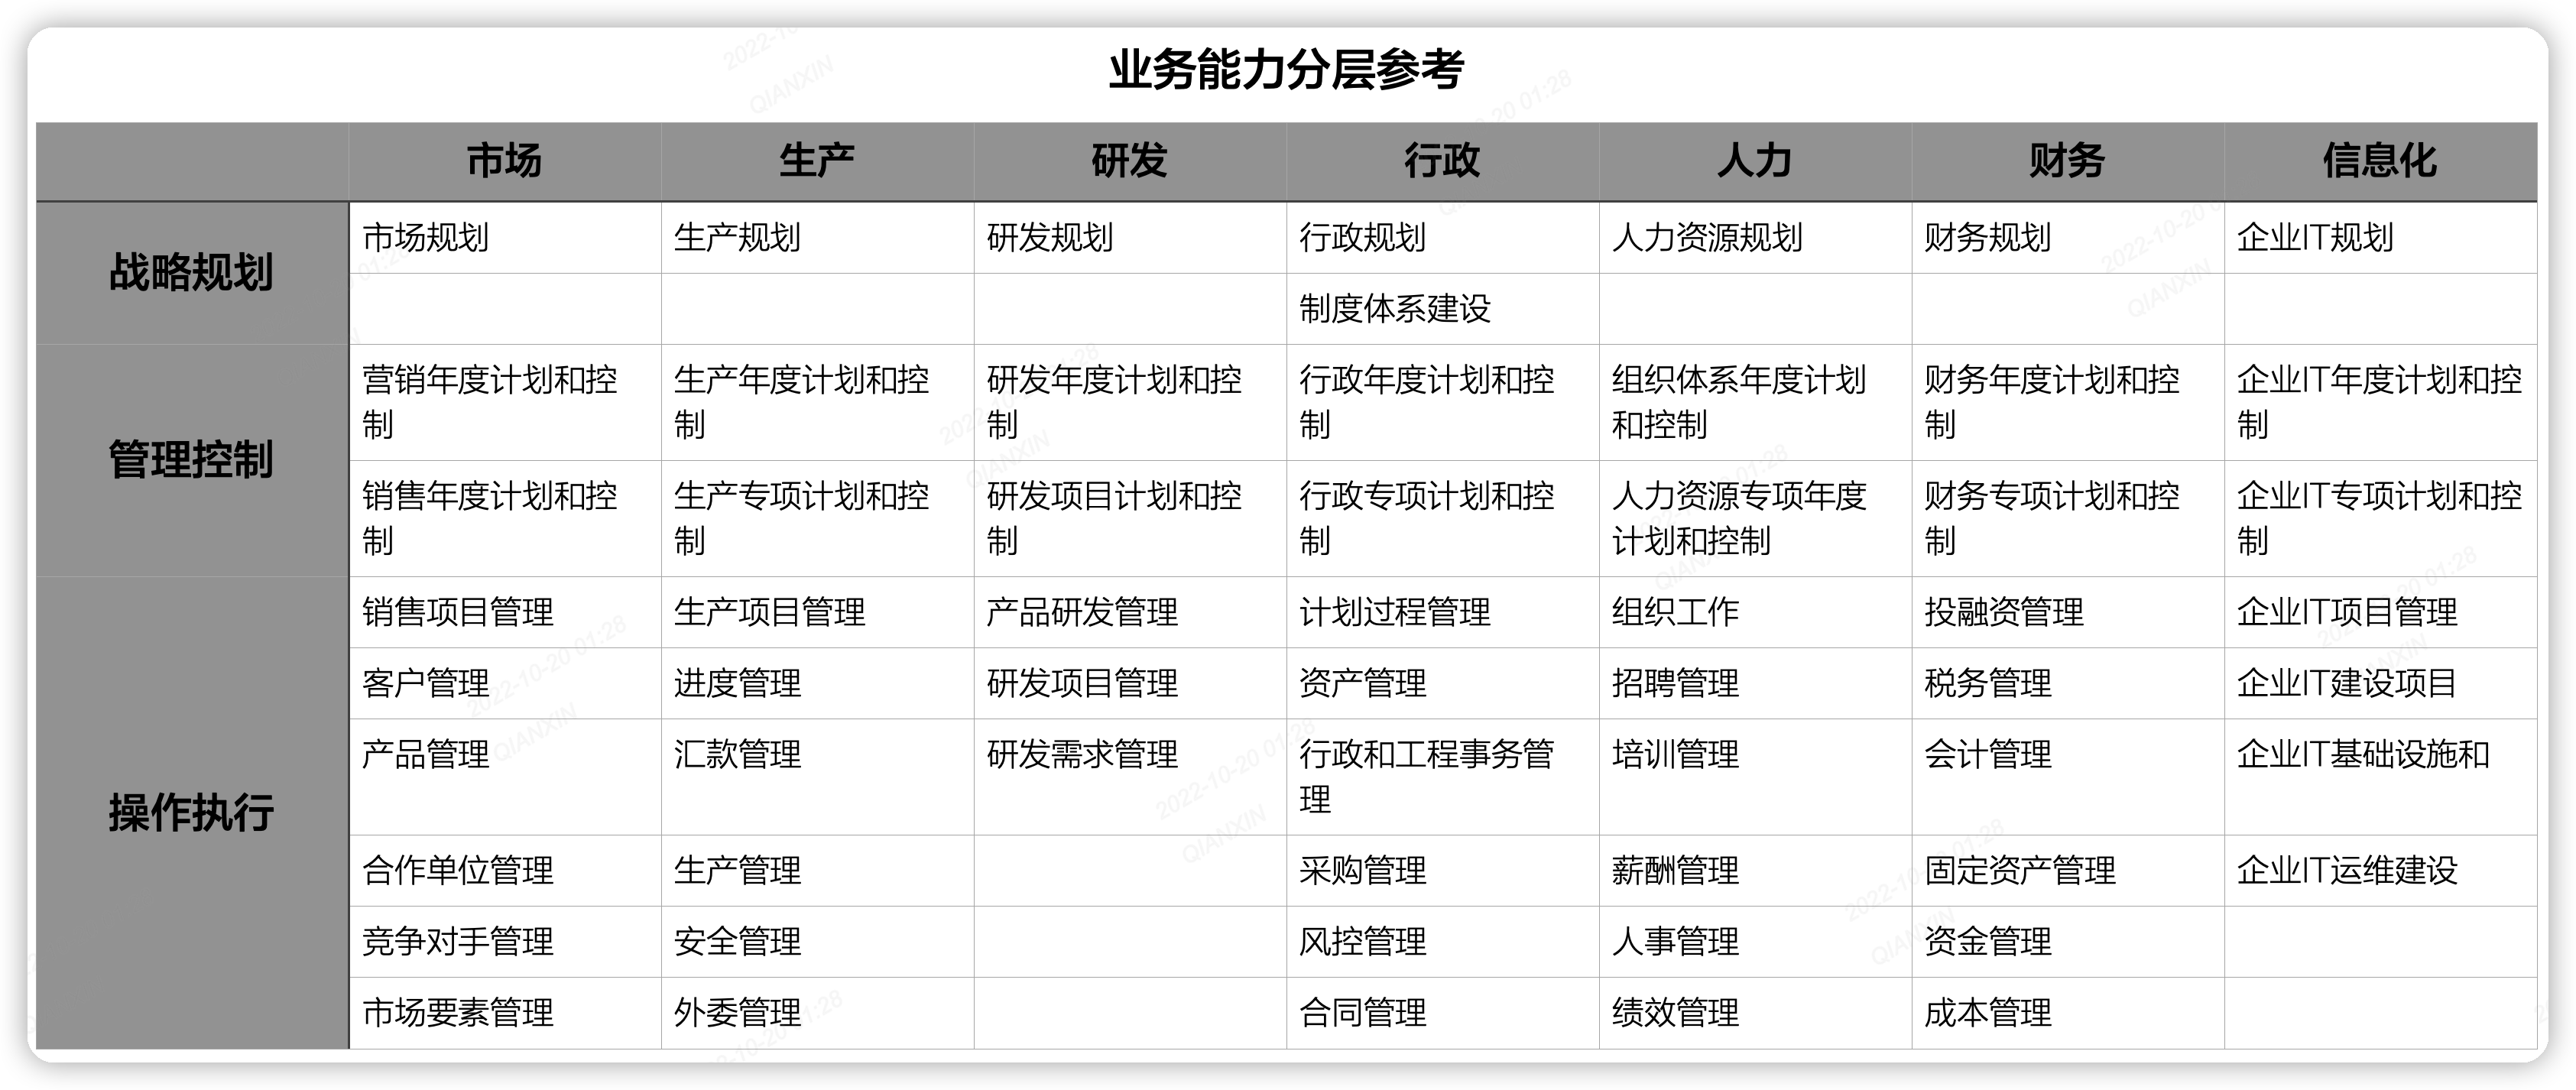 业务能力分层参考
市场 生产 研发 行政 人力 财务 信息化
战略规划
市场规划 生产规划 研发规划 行政规划 人力资源规划 财务规划 企业IT规划
制度体系建设
管理控制
营销年度计划和控 生产年度计划和控 研发年度计划和控 行政年度计划和控 组织体系年度计划 财务年度计划和控 企业IT年度计划和控
制 制 制 制 和控制 制 制
销售年度计划和控 生产专项计划和控 研发项目计划和控 行政专项计划和控 人力资源专项年度 财务专项计划和控 企业IT专项计划和控
制 制 制 制 计划和控制 制 制
操作执行
销售项目管理 生产项目管理 产品研发管理 计划过程管理 组织工作 投融资管理 企业IT项目管理
客户管理 进度管理 研发项目管理 资产管理 招聘管理 税务管理 企业IT建设项目
产品管理 汇款管理 研发需求管理 行政和工程事务管 培训管理 会计管理 企业IT基础设施和
理
合作单位管理 生产管理 采购管理 薪酬管理 固定资产管理 企业IT运维建设
竞争对手管理 安全管理 风控管理 人事管理 资金管理
市场要素管理 外委管理 合同管理 绩效管理 成本管理
2022-10-20 01:28
QIANXIN